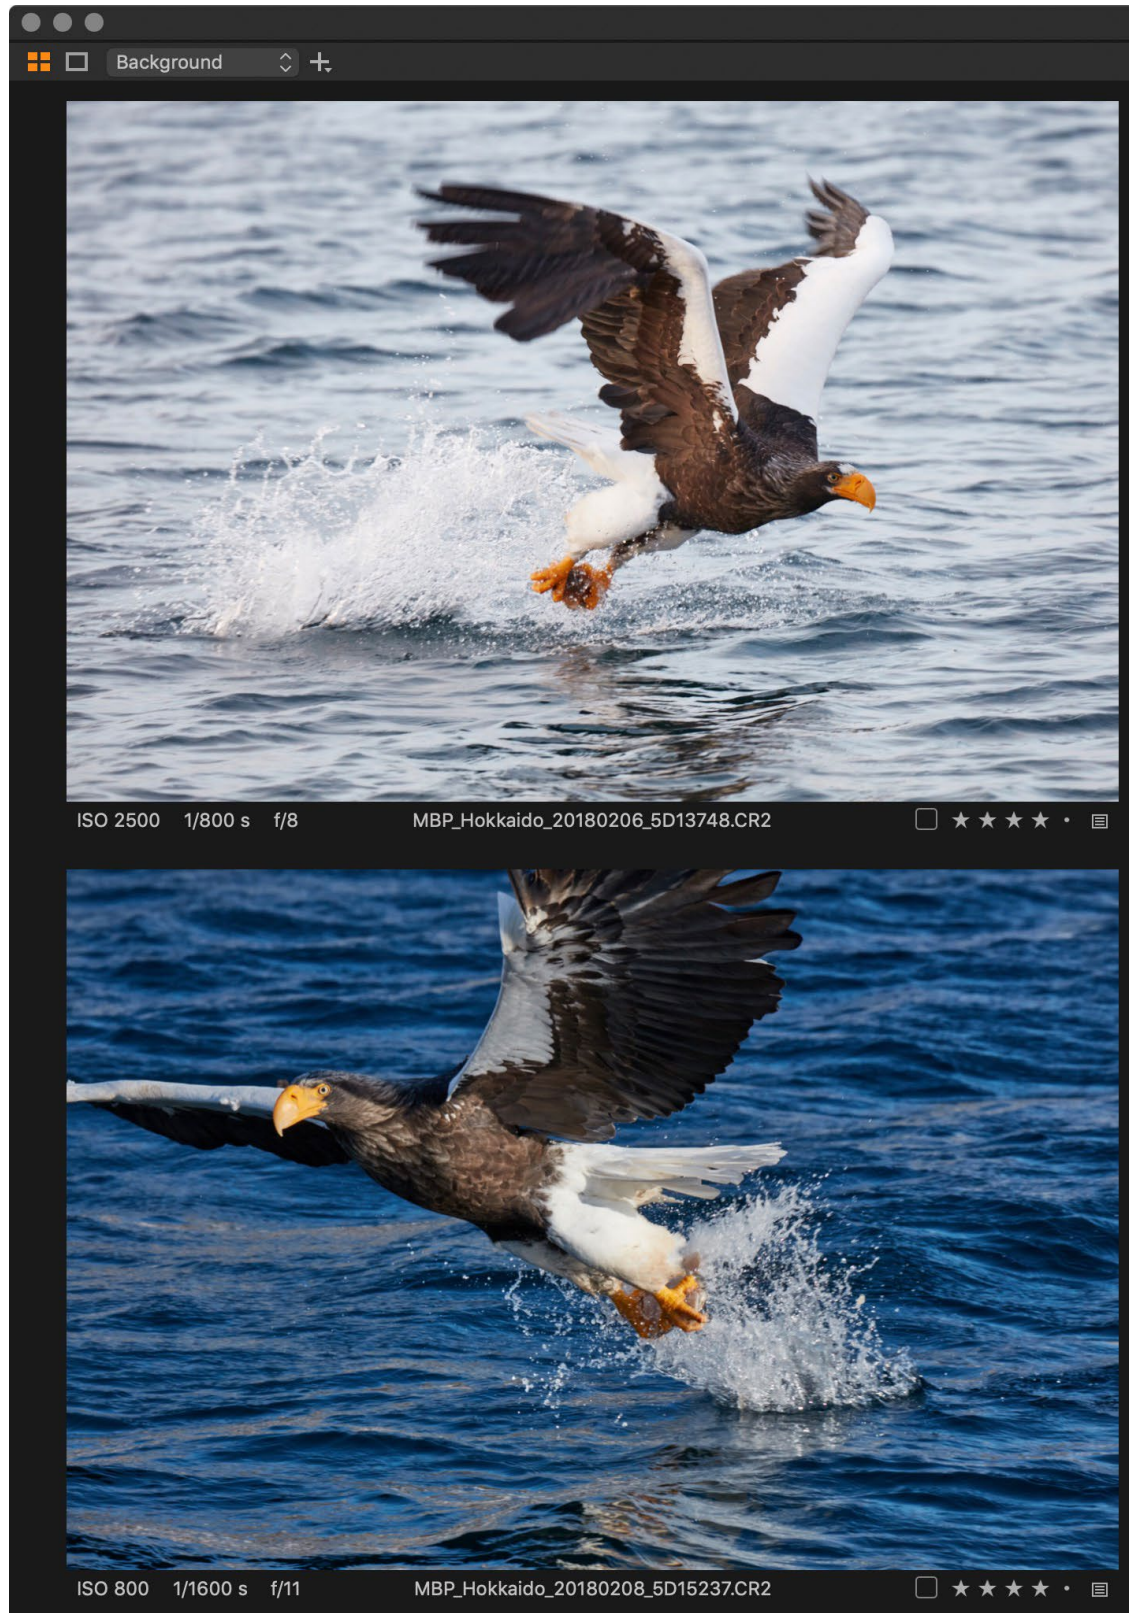 Background
ISO 2500 1/800 s f/8 MBP_Hokkaido_20180206_5D13748.CR2
ISO 800 1/1600 s f/11 MBP_Hokkaido_20180208_5D15237.CR2